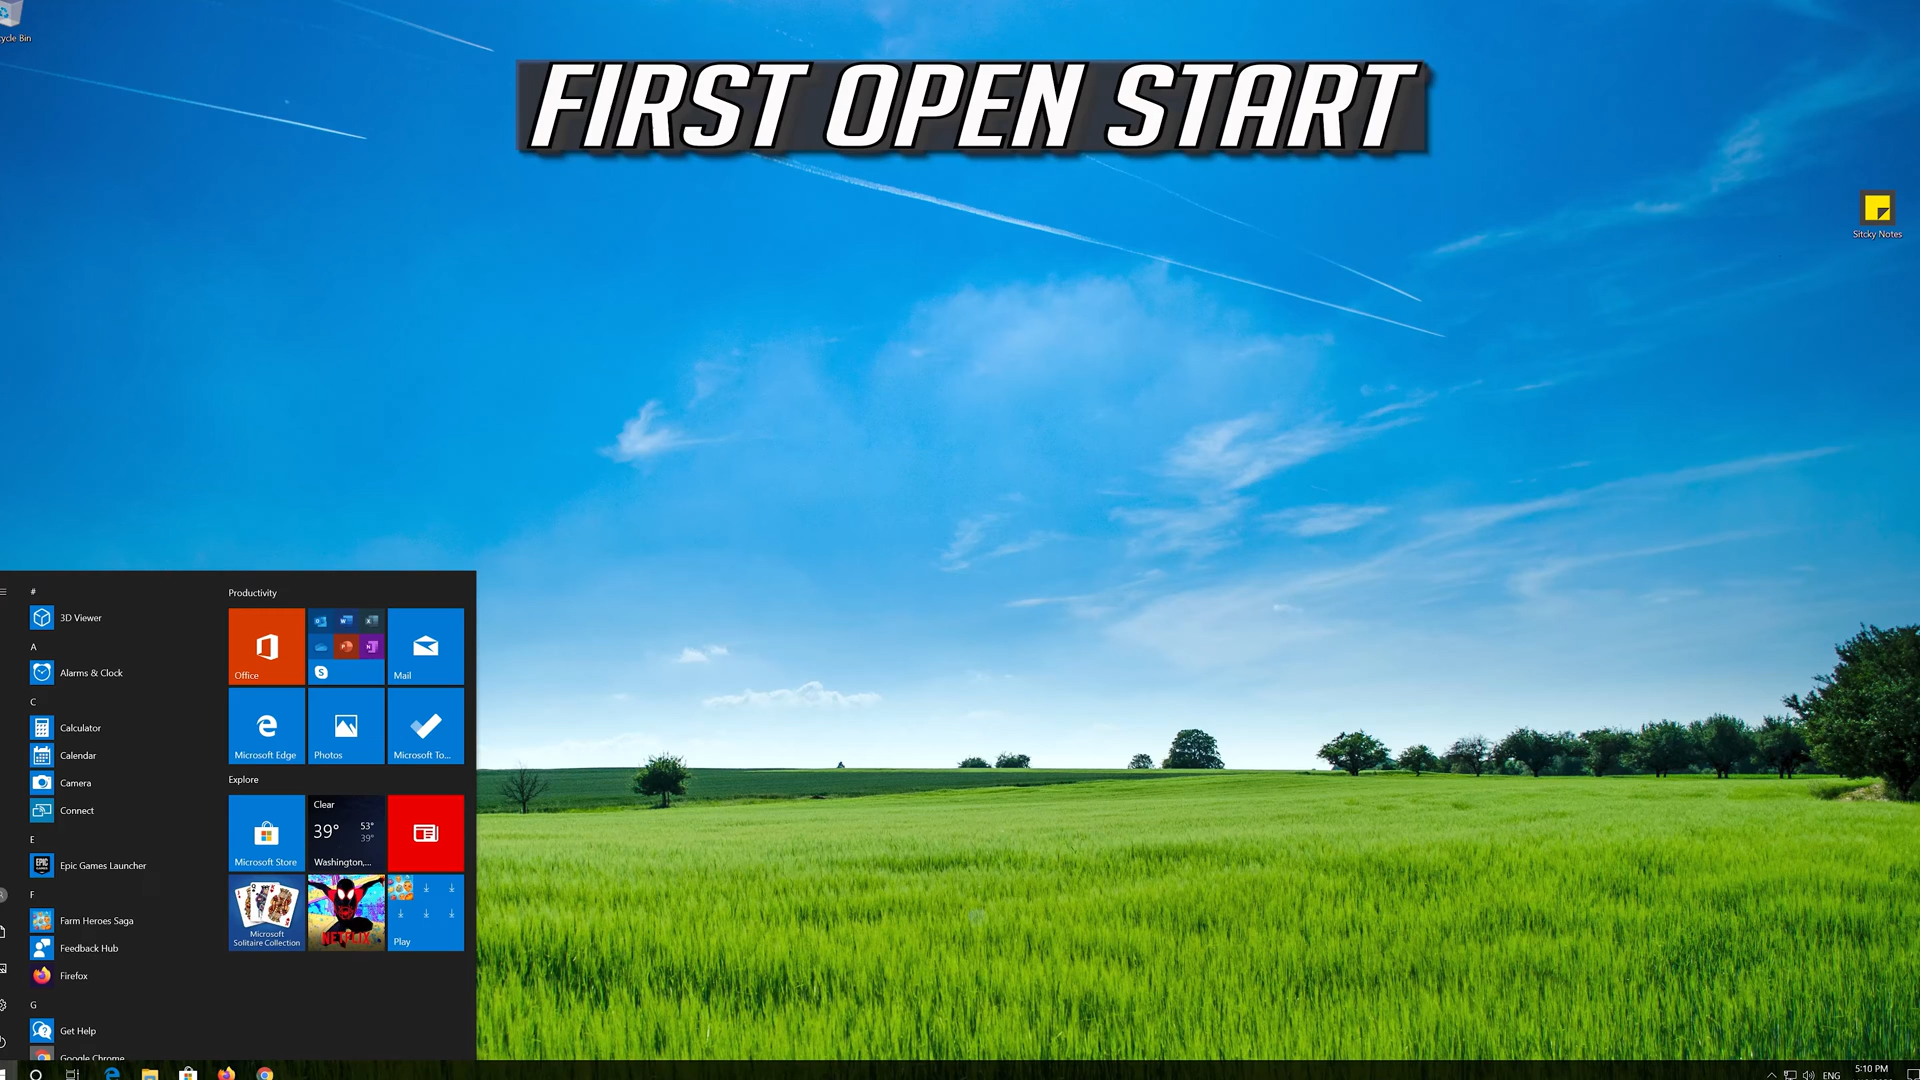 cycle Bin
FIRST OPEN START
Sitcky Notes
#
3D Viewer
A
Alarms & Clock
C
Calculator
Calendar
Camera
Connect
E
Epic Games Launcher
F
Farm Heroes Saga
Feedback Hub
Firefox
G
Get Help
Google Chrome
Productivity
Office
Mail
Microsoft Edge
Photos
Microsoft To...
Explore
Microsoft Store
Clear
39° 53°
39°
Washington,...
Microsoft
Solitaire Collection
NETFLIX
Play
EPIC
ENG
5:10 PM